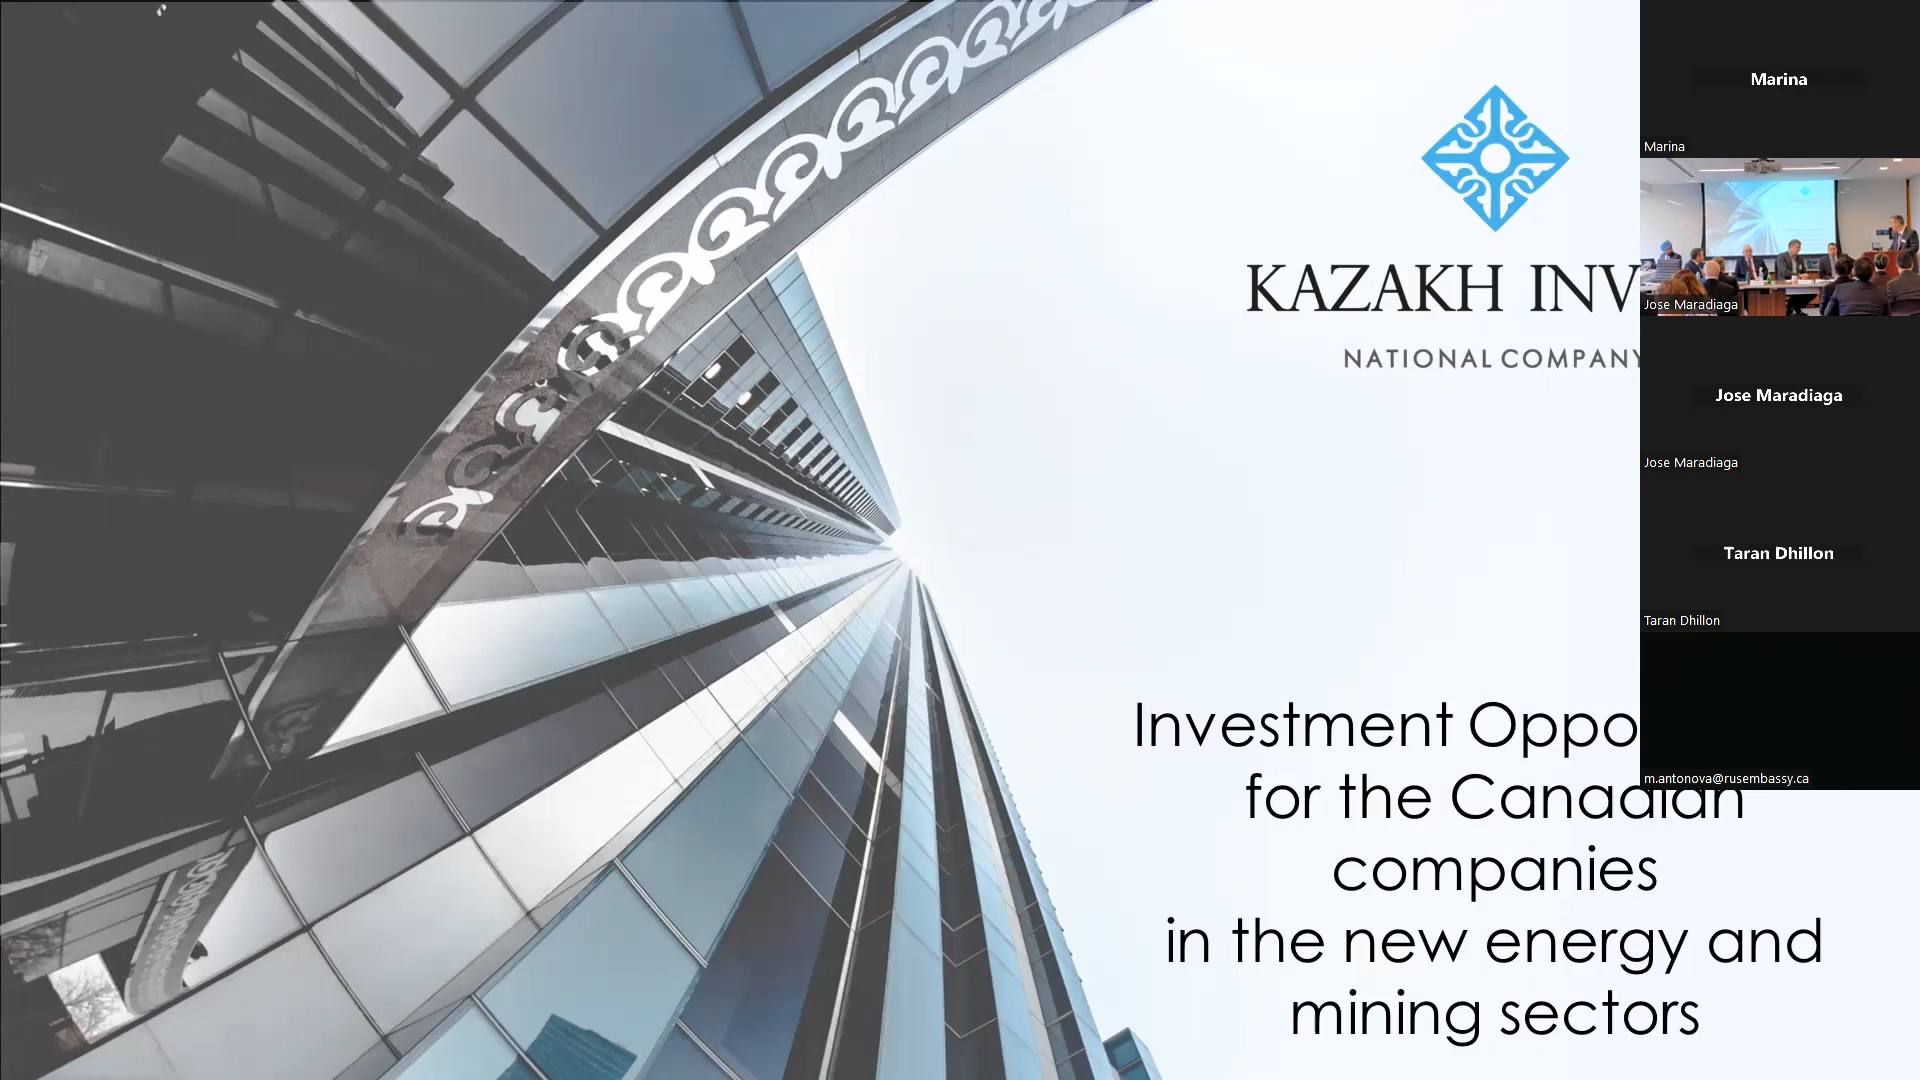 KAZAKH INV
NATIONAL COMPANY
Investment Oppo
for the Canadian
companies
in the new energy and
mining sectors
Marina
Marina
Jose Maradiaga
Jose Maradiaga
Jose Maradiaga
Taran Dhillon
Taran Dhillon
m.antonova@rusembassy.ca